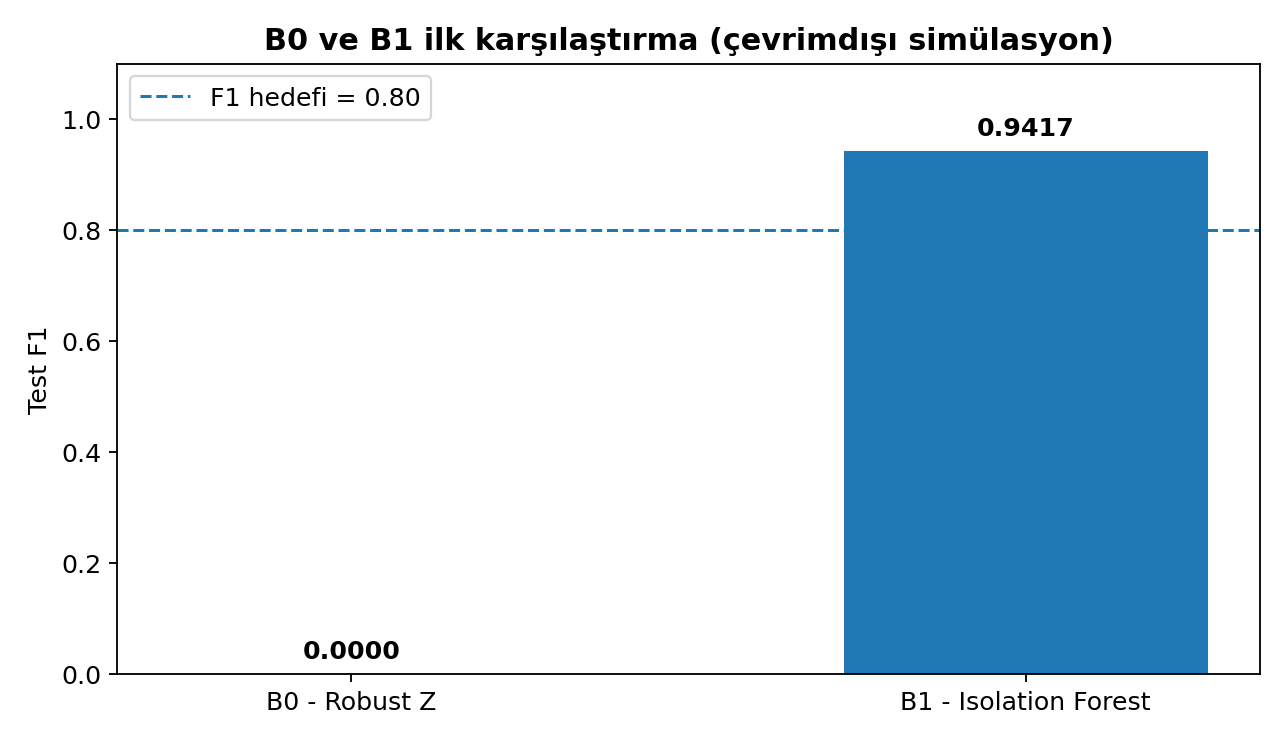 B0 ve B1 ilk karşılaştırma (çevrimdışı simülasyon)
F1 hedefi = 0.80
1.0
0.8
0.6
0.4
0.2
0.0
Test F1
0.0000
0.9417
B0 - Robust Z
B1 - Isolation Forest